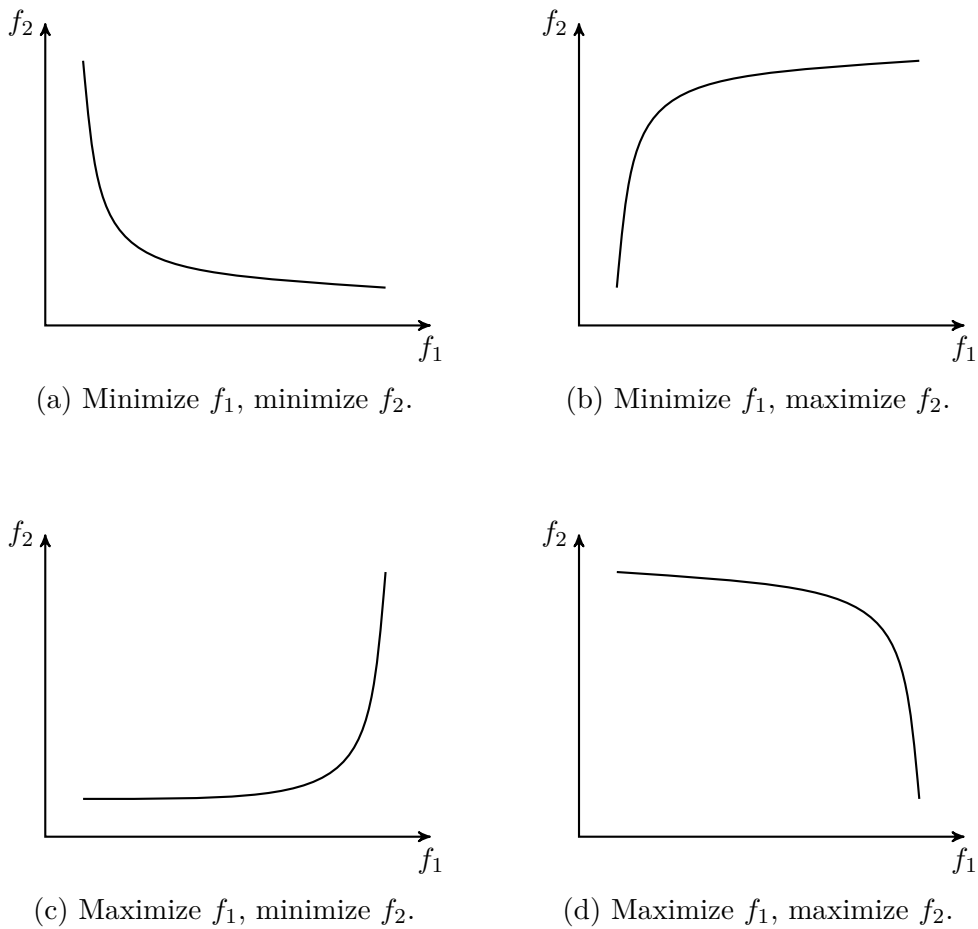 f₂
f₂
f₁
f₁
(a) Minimize f₁, minimize f₂.
(b) Minimize f₁, maximize f₂.
f₂
f₂
f₁
f₁
(c) Maximize f₁, minimize f₂.
(d) Maximize f₁, maximize f₂.